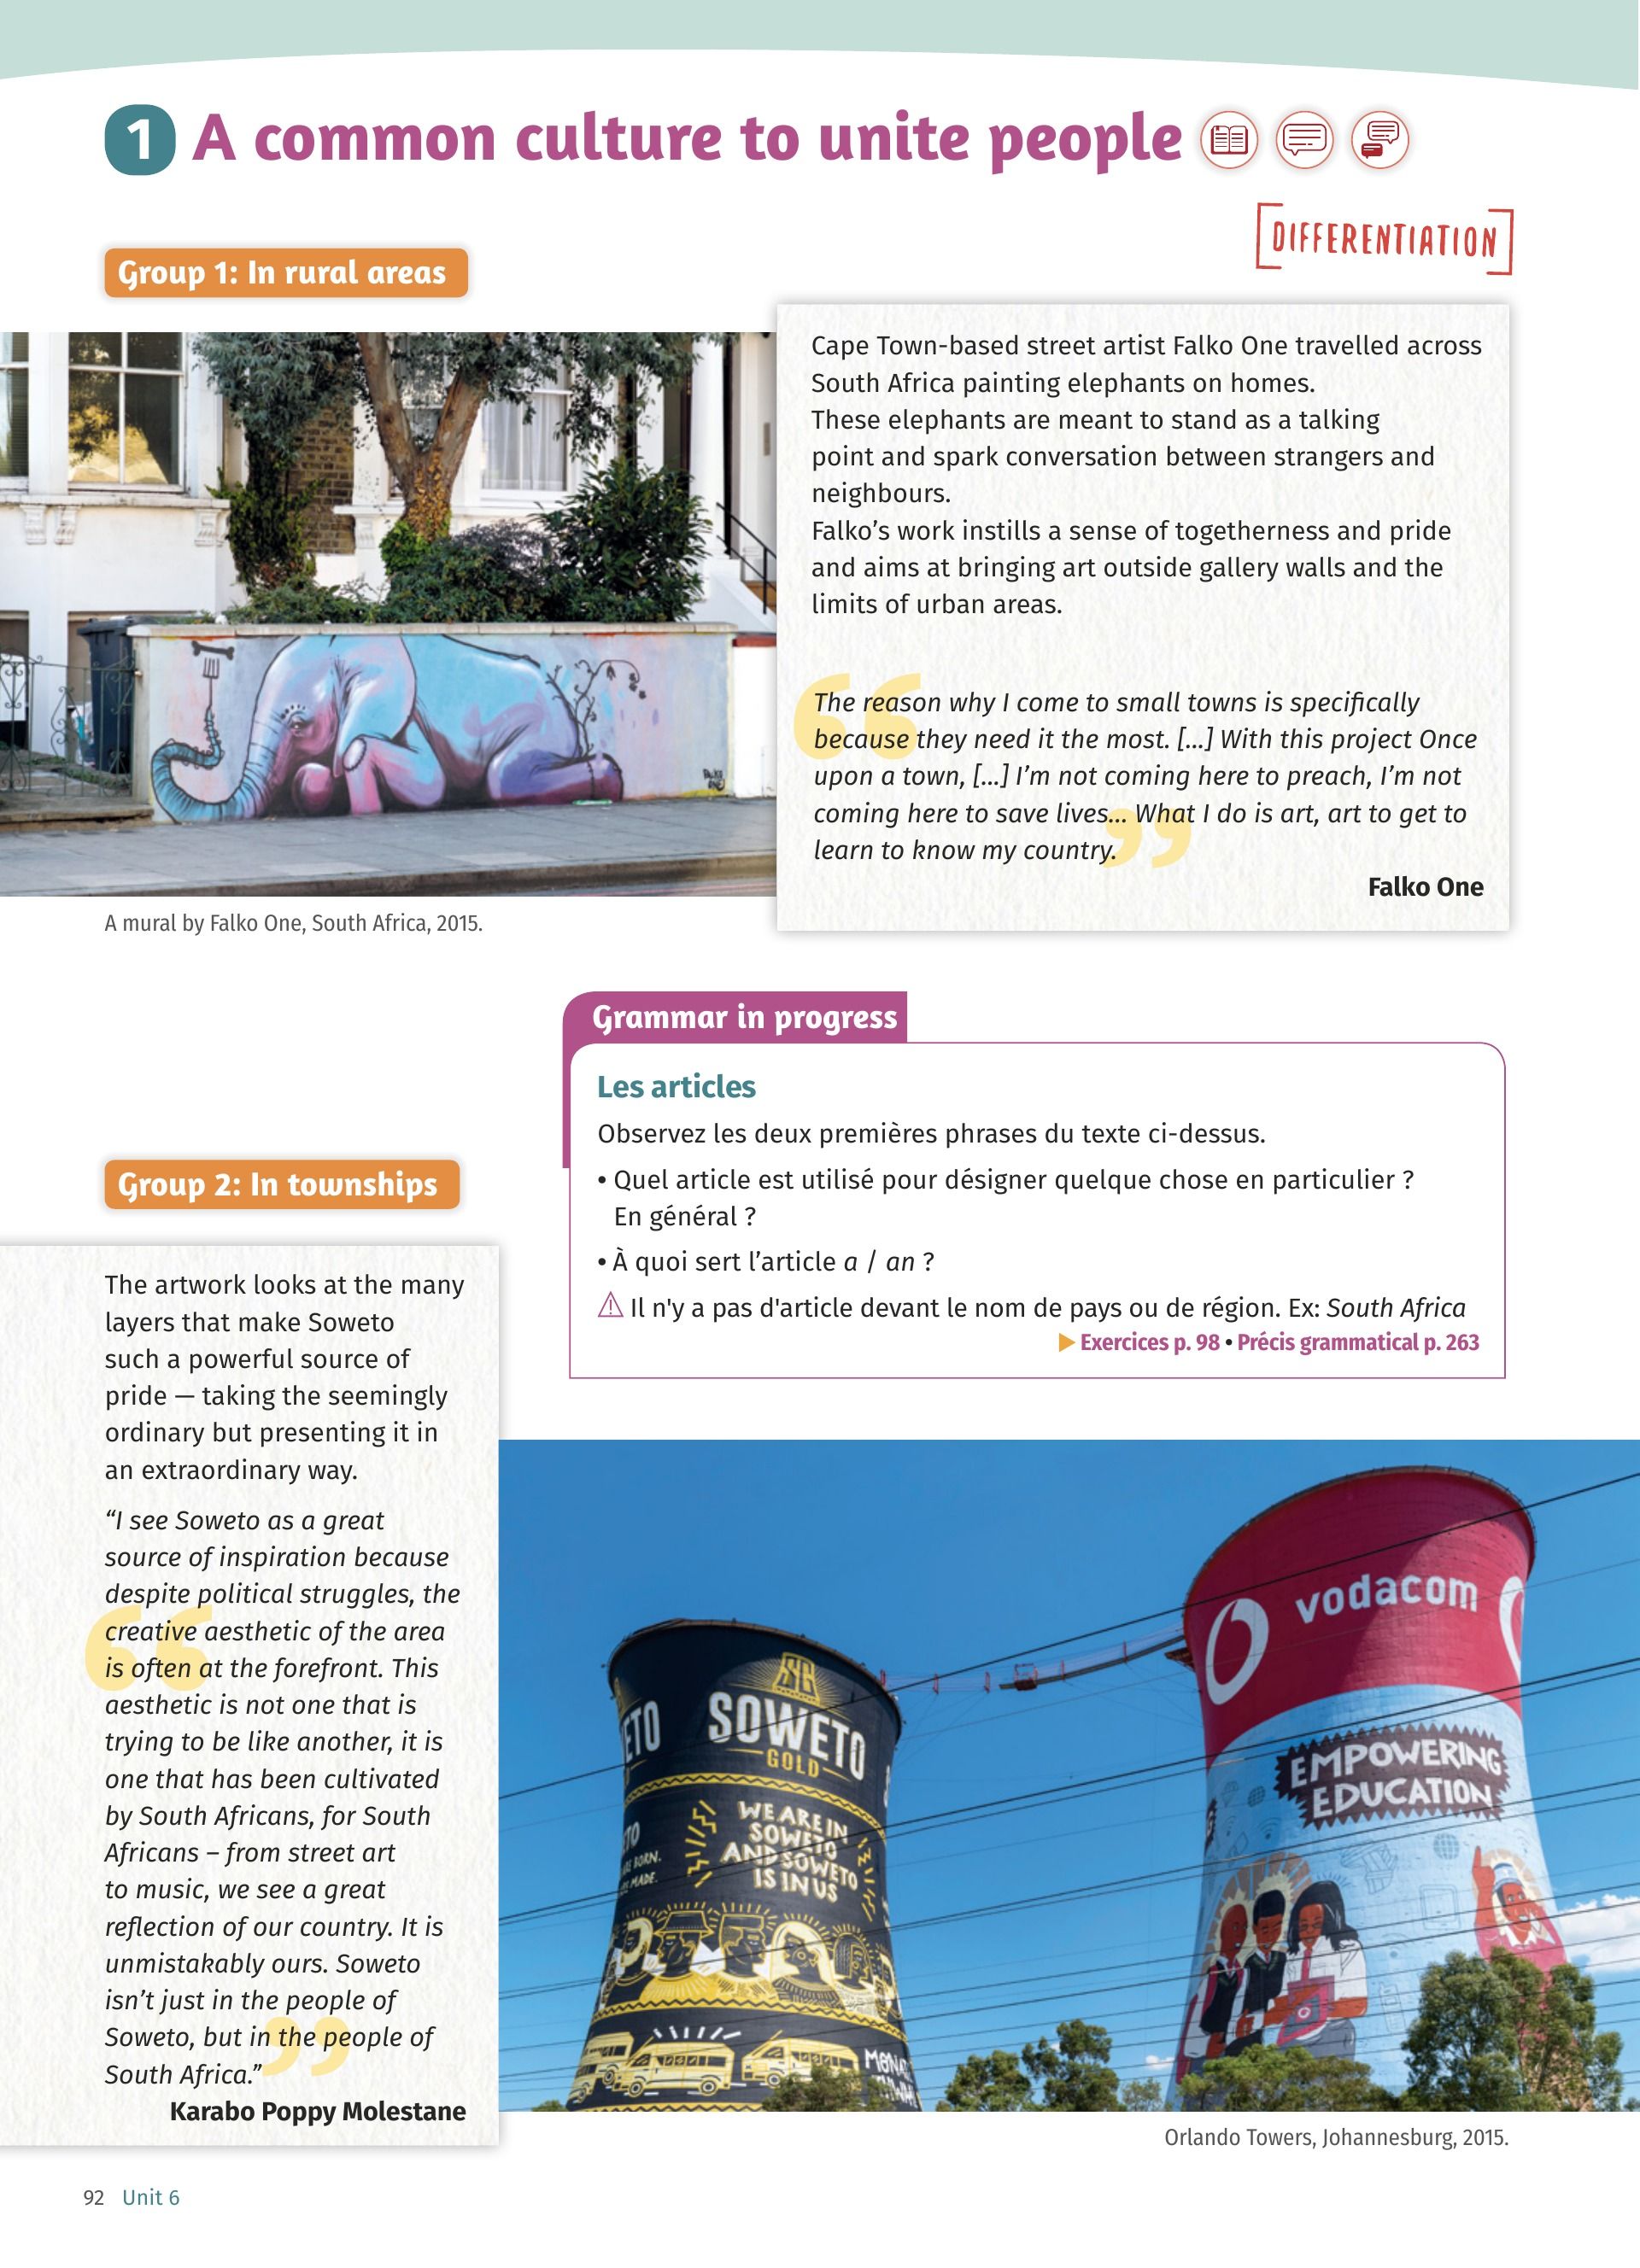 1 A common culture to unite people
DIFFERENTIATION
Group 1: In rural areas
Cape Town-based street artist Falko One travelled across
South Africa painting elephants on homes.
These elephants are meant to stand as a talking
point and spark conversation between strangers and
neighbours.
Falko’s work instills a sense of togetherness and pride
and aims at bringing art outside gallery walls and the
limits of urban areas.
“
The reason why I come to small towns is specifically
because they need it the most. [...] With this project Once
upon a town, [...] I’m not coming here to preach, I’m not
coming here to save lives... What I do is art, art to get to
learn to know my country.
”
Falko One
FALKO
ONE
A mural by Falko One, South Africa, 2015.
Grammar in progress
Les articles
Observez les deux premières phrases du texte ci-dessus.
• Quel article est utilisé pour désigner quelque chose en particulier ?
En général ?
• À quoi sert l’article a / an ?
⚠ Il n'y a pas d'article devant le nom de pays ou de région. Ex: South Africa
▶ Exercices p. 98 • Précis grammatical p. 263
Group 2: In townships
The artwork looks at the many
layers that make Soweto
such a powerful source of
pride — taking the seemingly
ordinary but presenting it in
an extraordinary way.
“I see Soweto as a great
source of inspiration because
despite political struggles, the
creative aesthetic of the area
is often at the forefront. This
aesthetic is not one that is
trying to be like another, it is
one that has been cultivated
by South Africans, for South
Africans – from street art
to music, we see a great
reflection of our country. It is
unmistakably ours. Soweto
isn’t just in the people of
Soweto, but in the people of
South Africa.”
Karabo Poppy Molestane
SG
SOWETO
GOLD
WE ARE IN
SOWETO
AND SOWETO
IS IN US
ETO
BORN.
MADE.
vodacom
EMPOWERING
EDUCATION
Orlando Towers, Johannesburg, 2015.
92 Unit 6